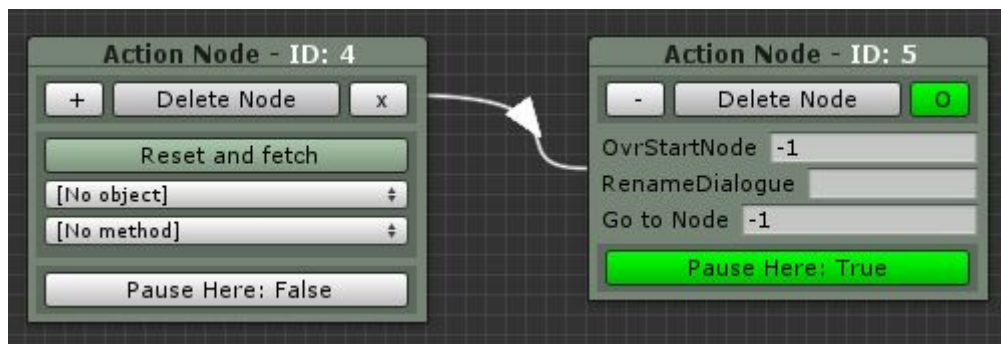 Action Node - ID: 4
+ Delete Node x
Reset and fetch
[No object]
[No method]
Pause Here: False
Action Node - ID: 5
- Delete Node O
OvrStartNode -1
RenameDialogue
Go to Node -1
Pause Here: True